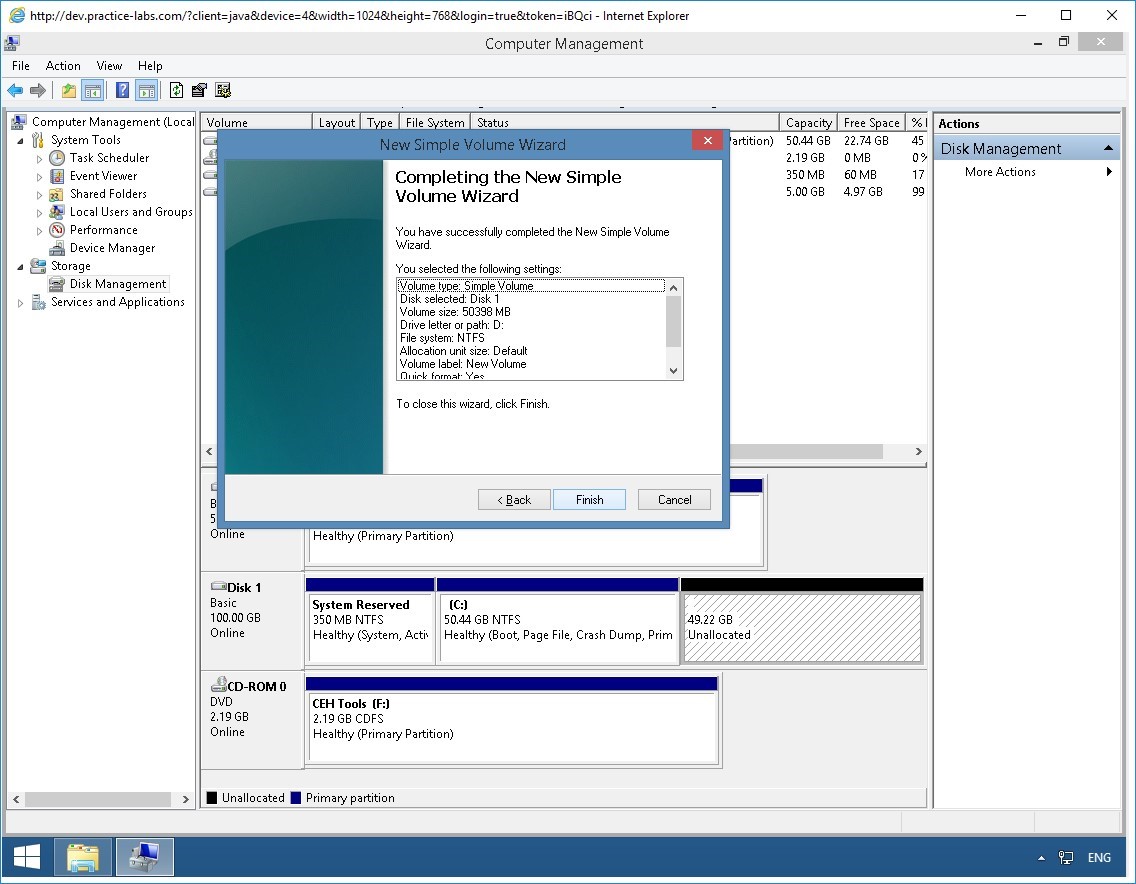 http://dev.practice-labs.com/?client=java&device=4&width=1024&height=768&login=true&token=iBQci - Internet Explorer
Computer Management
File Action View Help
Computer Management (Local
System Tools
Task Scheduler
Event Viewer
Shared Folders
Local Users and Groups
Performance
Device Manager
Storage
Disk Management
Services and Applications
Volume Layout Type File System Status Capacity Free Space %
Partition) 50.44 GB 22.74 GB 45
2.19 GB 0 MB 0%
350 MB 60 MB 17
5.00 GB 4.97 GB 99
Actions
Disk Management
More Actions
New Simple Volume Wizard
Completing the New Simple
Volume Wizard
You have successfully completed the New Simple Volume
Wizard.
You selected the following settings:
Volume type: Simple Volume
Disk selected: Disk 1
Volume size: 50398 MB
Drive letter or path: D:
File system: NTFS
Allocation unit size: Default
Volume label: New Volume
Quick format: Yes
To close this wizard, click Finish.
< Back Finish Cancel
B
5
Online
Healthy (Primary Partition)
Disk 1
Basic
100.00 GB
Online
System Reserved
350 MB NTFS
Healthy (System, Activ
(C:)
50.44 GB NTFS
Healthy (Boot, Page File, Crash Dump, Prim
49.22 GB
Unallocated
CD-ROM 0
DVD
2.19 GB
Online
CEH Tools (F:)
2.19 GB CDFS
Healthy (Primary Partition)
Unallocated Primary partition
ENG